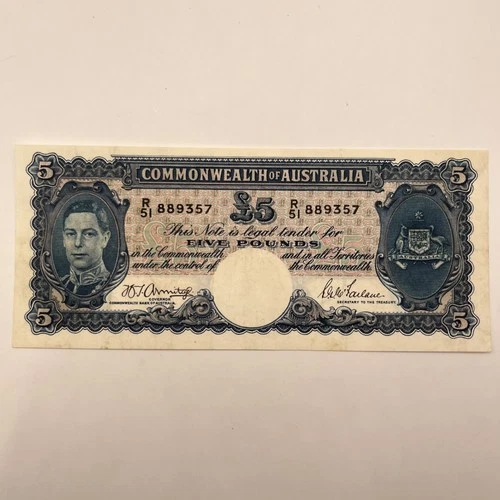 5 5
COMMONWEALTH OF AUSTRALIA
R/51 889357 £5 R/51 889357
This Note is legal tender for
FIVE POUNDS
in the Commonwealth and in all Territories
under the control of the Commonwealth.
H.T. Armitage S.G. McFarlane
GOVERNOR SECRETARY TO THE TREASURY
COMMONWEALTH BANK OF AUSTRALIA
AUSTRALIA
5 5